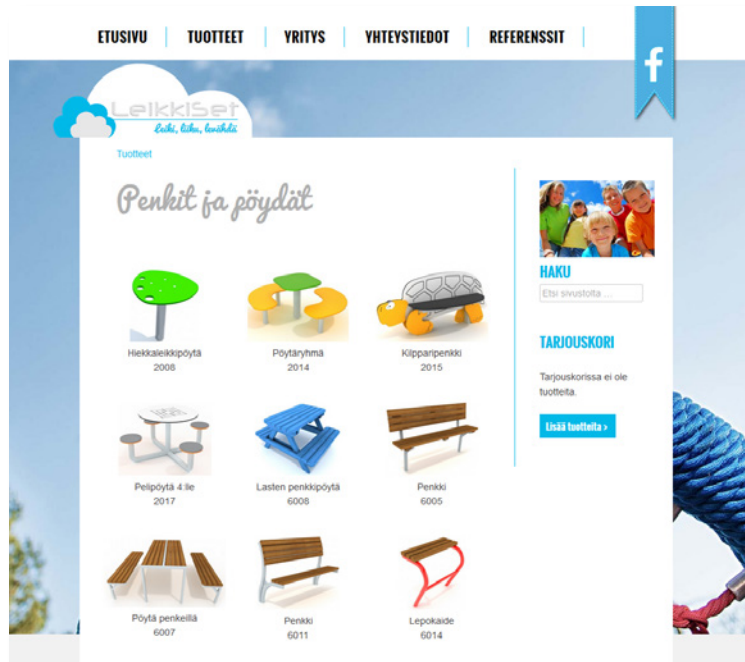 ETUSIVU TUOTTEET YRITYS YHTEYSTIEDOT REFERENSSIT
f
LeikkiSet
leiki, liiku, levähdä
Tuotteet
Penkit ja pöydät
Hiekkaleikkipöytä
2008
Pöytäryhmä
2014
Kilpparipenkki
2015
Pelipöytä 4:lle
2017
Lasten penkkipöytä
6008
Penkki
6005
Pöytä penkeillä
6007
Penkki
6011
Lepokaide
6014
HAKU
Etsi sivustolta ...
TARJOUSKORI
Tarjouskorissa ei ole
tuotteita.
Lisää tuotteita >